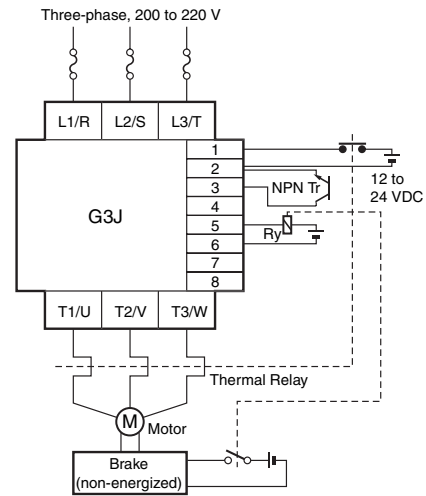 Three-phase, 200 to 220 V
L1/R L2/S L3/T
1
2
3
4
5
6
7
8
G3J
NPN Tr
12 to
24 VDC
Ry
T1/U T2/V T3/W
Thermal Relay
M
Motor
Brake
(non-energized)